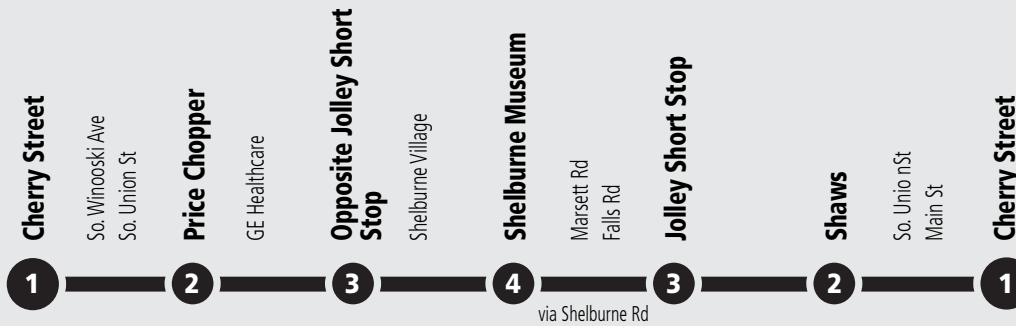 Cherry Street
So. Winooski Ave
So. Union St
Price Chopper
GE Healthcare
Opposite Jolley Short
Stop
Shelburne Village
Shelburne Museum
Marsett Rd
Falls Rd
Jolley Short Stop
Shaws
So. Unio nSt
Main St
Cherry Street
1
2
3
4
3
2
1
via Shelburne Rd